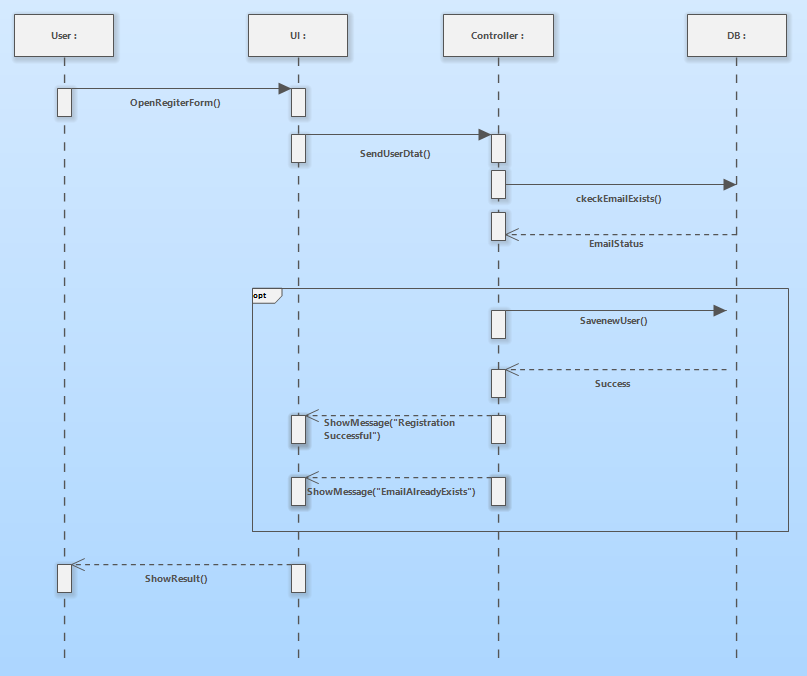 User :
UI :
Controller :
DB :
OpenRegiterForm()
SendUserDtat()
ckeckEmailExists()
EmailStatus
opt
SavenewUser()
Success
ShowMessage("Registration
Successful")
ShowMessage("EmailAlreadyExists")
ShowResult()